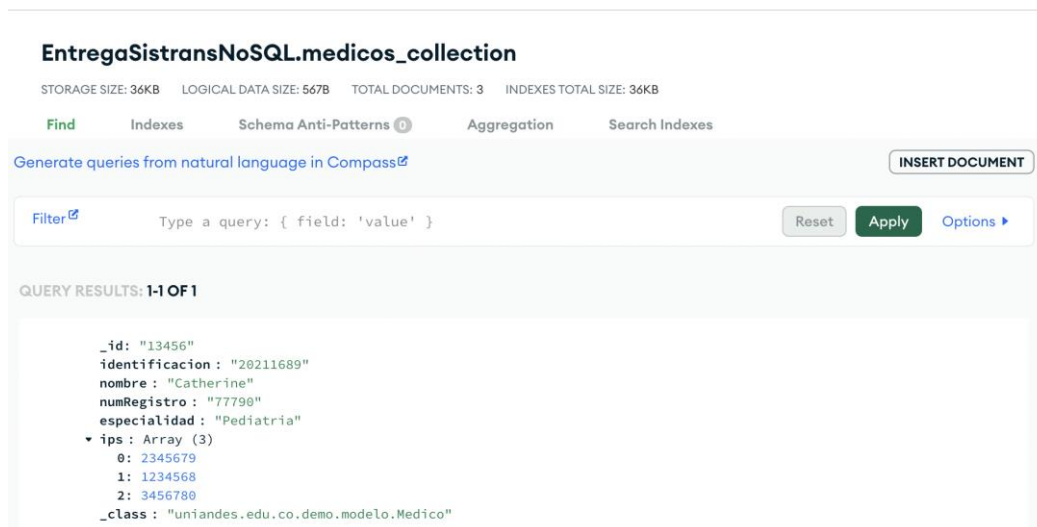 EntregaSistransNoSQL.medicos_collection
STORAGE SIZE: 36KB LOGICAL DATA SIZE: 567B TOTAL DOCUMENTS: 3 INDEXES TOTAL SIZE: 36KB
Find Indexes Schema Anti-Patterns 0 Aggregation Search Indexes
Generate queries from natural language in Compass
INSERT DOCUMENT
Filter Type a query: { field: 'value' } Reset Apply Options
QUERY RESULTS: 1-1 OF 1
_id: "13456"
identificacion : "20211689"
nombre : "Catherine"
numRegistro : "77790"
especialidad : "Pediatria"
ips : Array (3)
0: 2345679
1: 1234568
2: 3456780
_class : "uniandes.edu.co.demo.modelo.Medico"